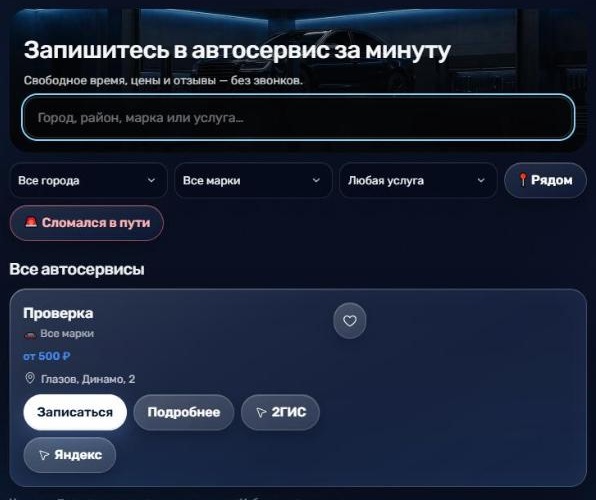 Запишитесь в автосервис за минуту
Свободное время, цены и отзывы — без звонков.
Город, район, марка или услуга...
Все города
Все марки
Любая услуга
Рядом
Сломался в пути
Все автосервисы
Проверка
Все марки
от 500 ₽
Глазов, Динамо, 2
Записаться
Подробнее
2ГИС
Яндекс